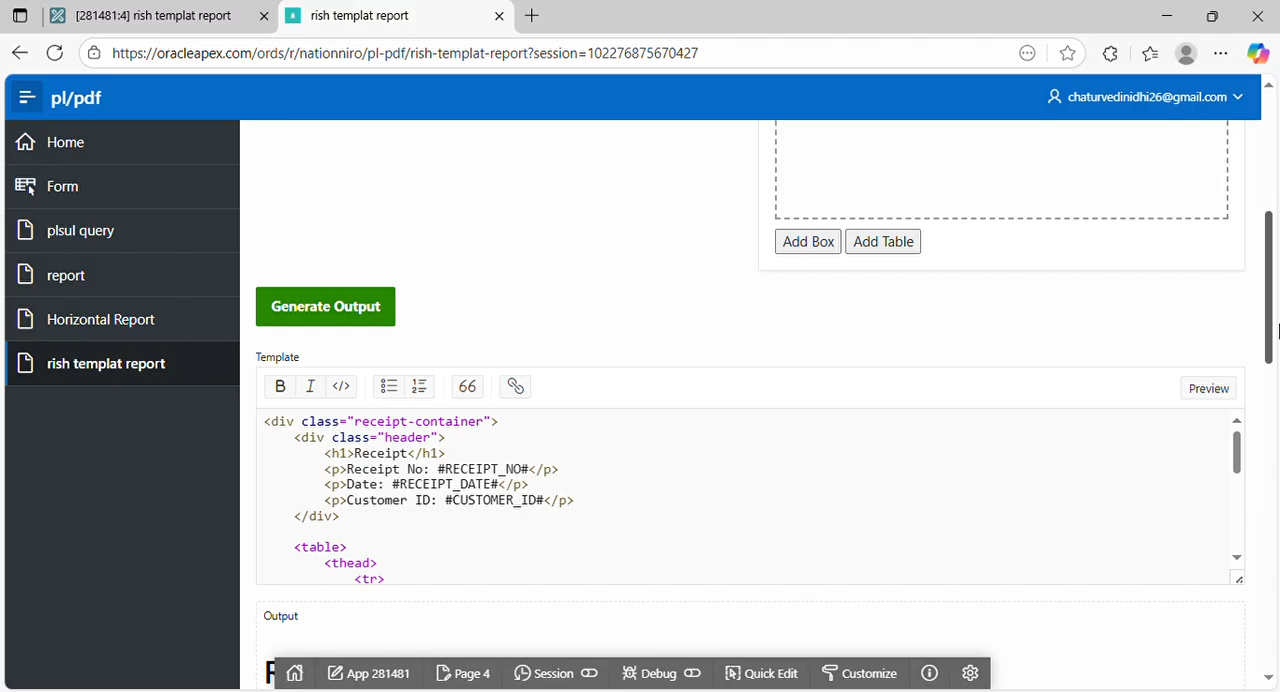 [281481:4] rish templat report
rish templat report
https://oracleapex.com/ords/r/nationniro/pl-pdf/rish-templat-report?session=102276875670427
pl/pdf
chaturvedinidhi26@gmail.com
Home
Form
plsul query
report
Horizontal Report
rish templat report
Add Box
Add Table
Generate Output
Template
B I </> 66
Preview
<div class="receipt-container">
<div class="header">
<h1>Receipt</h1>
<p>Receipt No: #RECEIPT_NO#</p>
<p>Date: #RECEIPT_DATE#</p>
<p>Customer ID: #CUSTOMER_ID#</p>
</div>
<table>
<thead>
<tr>
Output
App 281481
Page 4
Session
Debug
Quick Edit
Customize